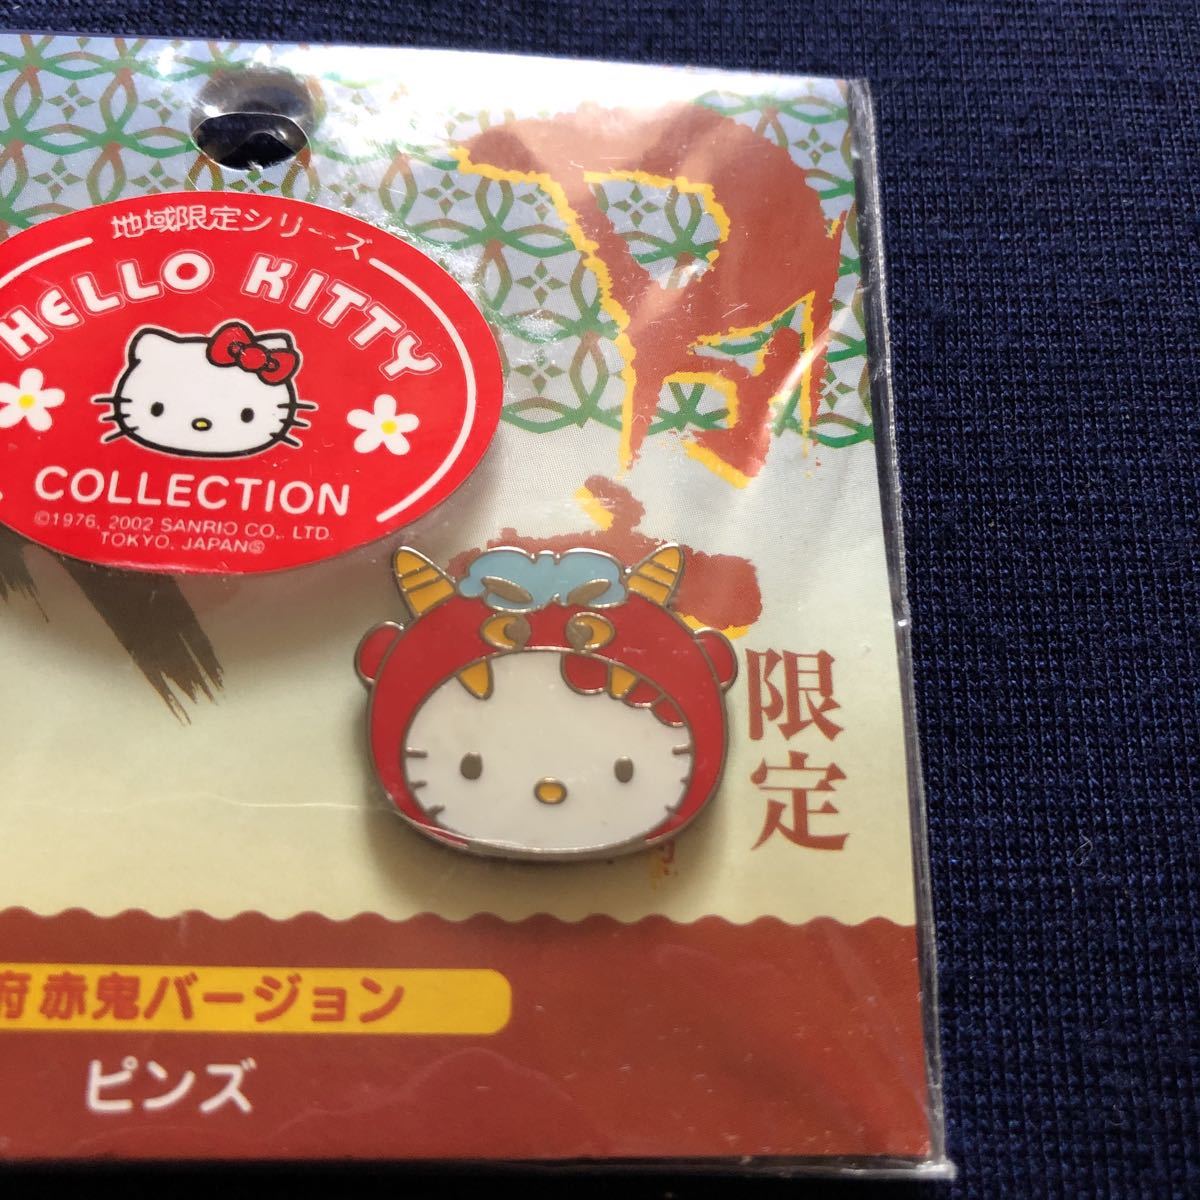 地域限定シリーズ
HELLO KITTY
COLLECTION
©1976, 2002 SANRIO CO., LTD.
TOKYO, JAPAN Ⓢ
限定
府 赤鬼バージョン
ピンズ